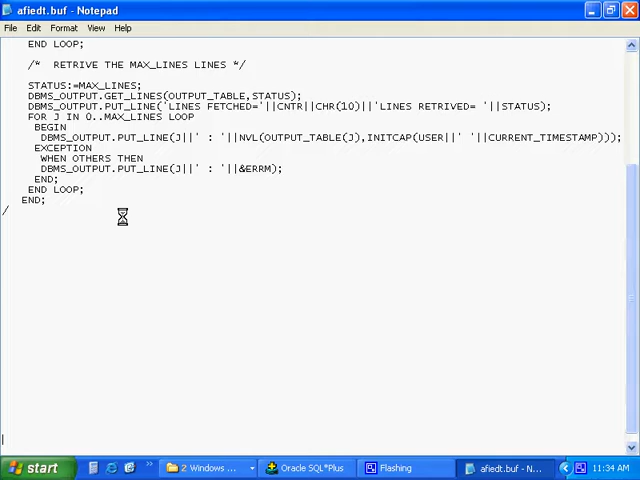 afiedt.buf - Notepad
File Edit Format View Help
END LOOP;
/* RETRIVE THE MAX_LINES LINES */
STATUS:=MAX_LINES;
DBMS_OUTPUT.GET_LINES(OUTPUT_TABLE,STATUS);
DBMS_OUTPUT.PUT_LINE('LINES FETCHED='||CNTR||CHR(10)||'LINES RETRIVED= '||STATUS);
FOR J IN 0..MAX_LINES LOOP
BEGIN
DBMS_OUTPUT.PUT_LINE(J||' : '||NVL(OUTPUT_TABLE(J),INITCAP(USER||' '||CURRENT_TIMESTAMP)));
EXCEPTION
WHEN OTHERS THEN
DBMS_OUTPUT.PUT_LINE(J||' : '||&ERRM);
END;
END LOOP;
END;
/
start 2 Windows ... Oracle SQL*Plus Flashing afiedt.buf - N... 11:34 AM